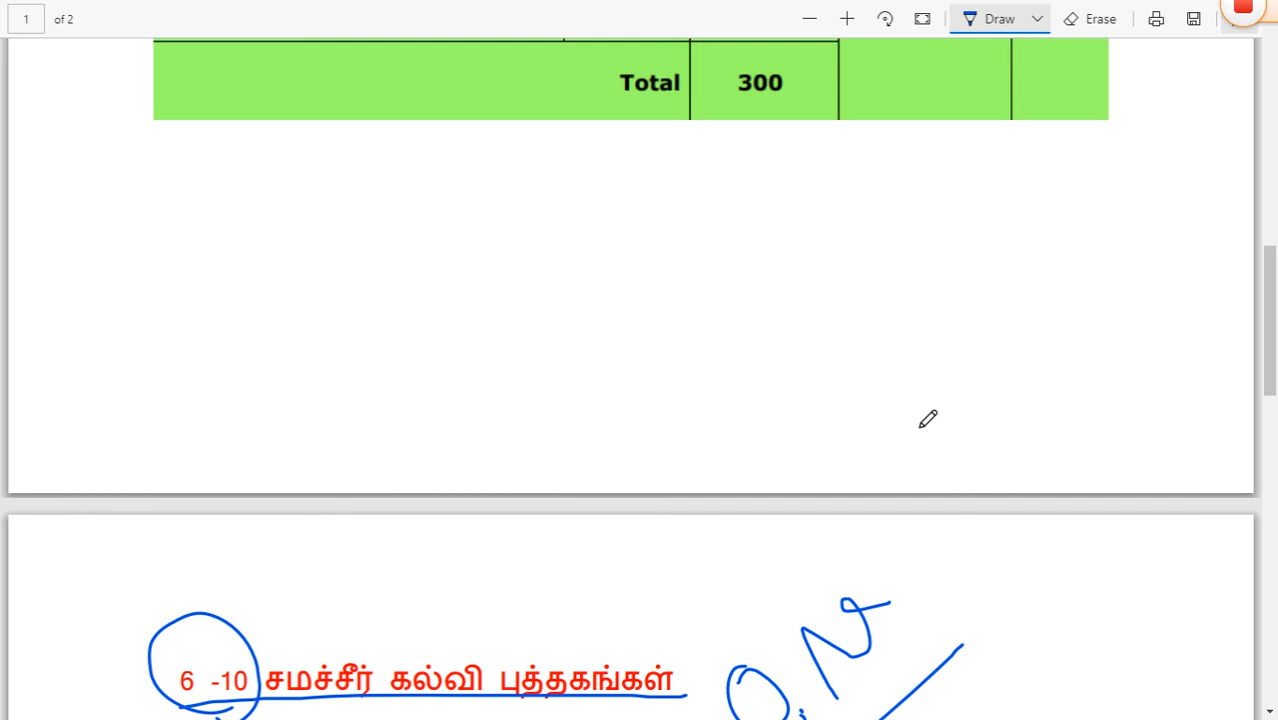 1 of 2 Draw Erase
Total 300
6 -10 சமச்சீர் கல்வி புத்தகங்கள்